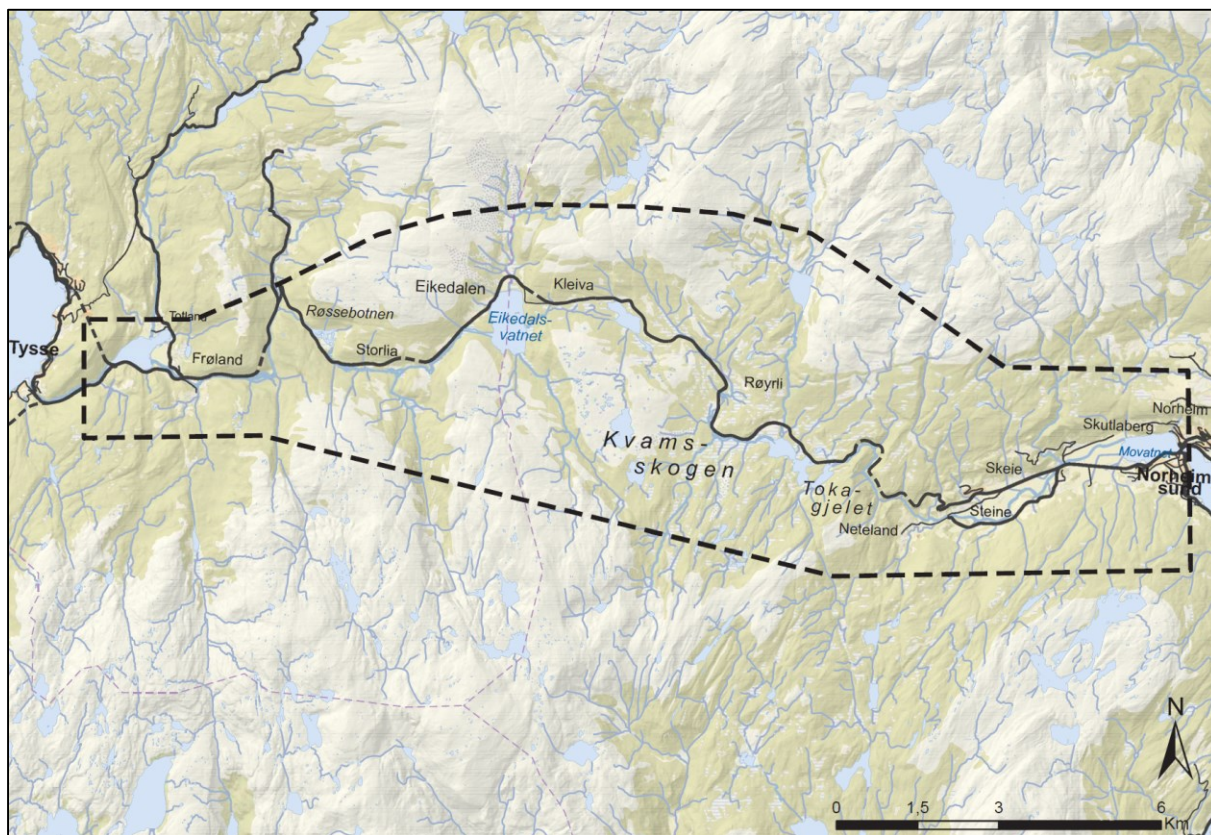 Eikedalen
Kleiva
Røssebotnen
Eikedals-
vatnet
Totland
Tysse
Frøland
Storlia
Røyrli
Norheim
Skutlaberg
Kvams-
skogen
Movatnet
Skeie
Norheim
sund
Toka-
gjelet
Steine
Neteland
N
0 1,5 3 6
Km